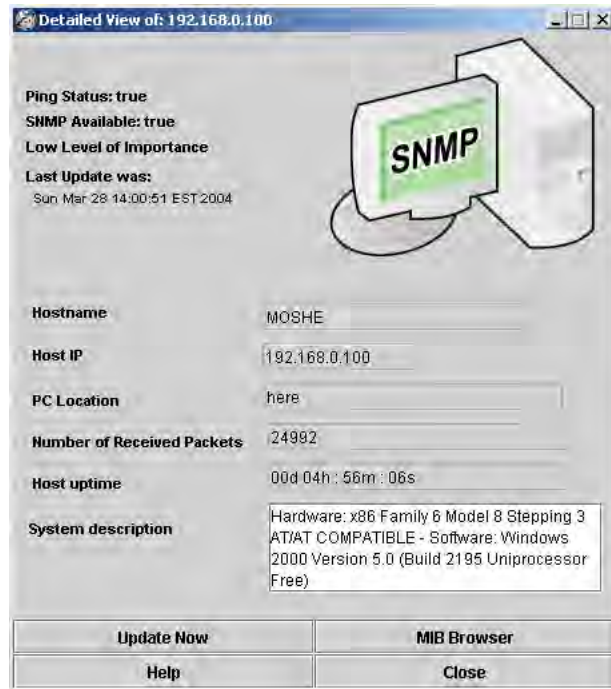 Detailed View of: 192.168.0.100
Ping Status: true
SNMP Available: true
Low Level of Importance
Last Update was:
Sun Mar 28 14:00:51 EST 2004
SNMP
Hostname
MOSHE
Host IP
192.168.0.100
PC Location
here
Number of Received Packets
24992
Host uptime
00d 04h : 56m : 06s
System description
Hardware: x86 Family 6 Model 8 Stepping 3
AT/AT COMPATIBLE - Software: Windows
2000 Version 5.0 (Build 2195 Uniprocessor
Free)
Update Now
MIB Browser
Help
Close